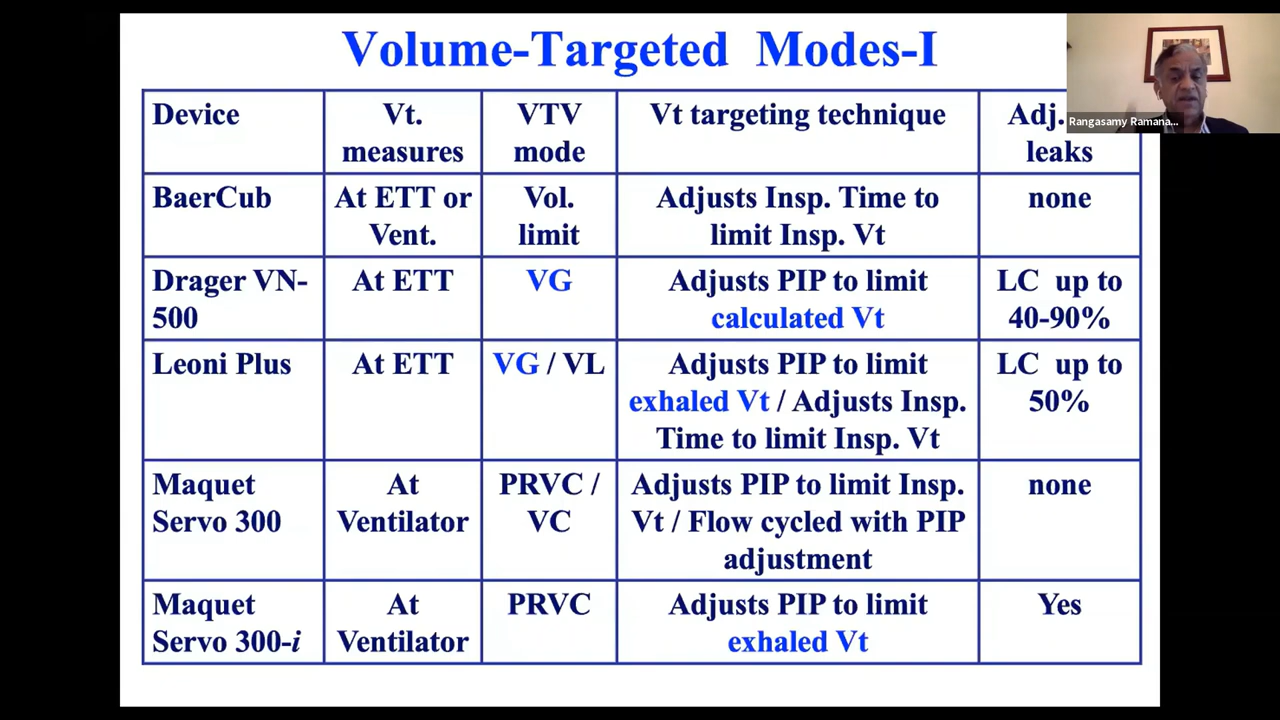 Volume-Targeted Modes-I
Rangasamy Ramana...
Device
Vt.
measures
VTV
mode
Vt targeting technique
Adj.
leaks
BaerCub
At ETT or
Vent.
Vol.
limit
Adjusts Insp. Time to
limit Insp. Vt
none
Drager VN-
500
At ETT
VG
Adjusts PIP to limit
calculated Vt
LC up to
40-90%
Leoni Plus
At ETT
VG / VL
Adjusts PIP to limit
exhaled Vt / Adjusts Insp.
Time to limit Insp. Vt
LC up to
50%
Maquet
Servo 300
At
Ventilator
PRVC /
VC
Adjusts PIP to limit Insp.
Vt / Flow cycled with PIP
adjustment
none
Maquet
Servo 300-i
At
Ventilator
PRVC
Adjusts PIP to limit
exhaled Vt
Yes